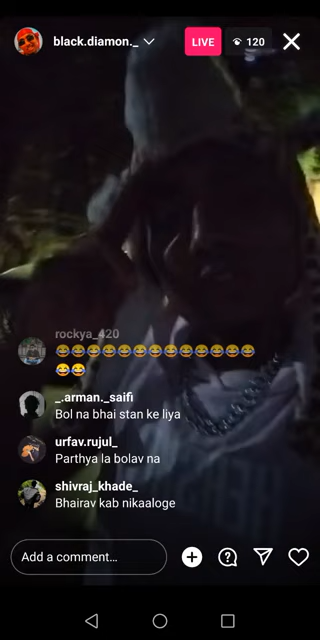 black.diamon._
LIVE
120
rockya_420
😂😂😂😂😂😂😂😂😂😂😂😂😂
😂😂
_.arman._saifi
Bol na bhai stan ke liya
urfav.rujul_
Parthya la bolav na
shivraj_khade_
Bhairav kab nikaaloge
Add a comment...